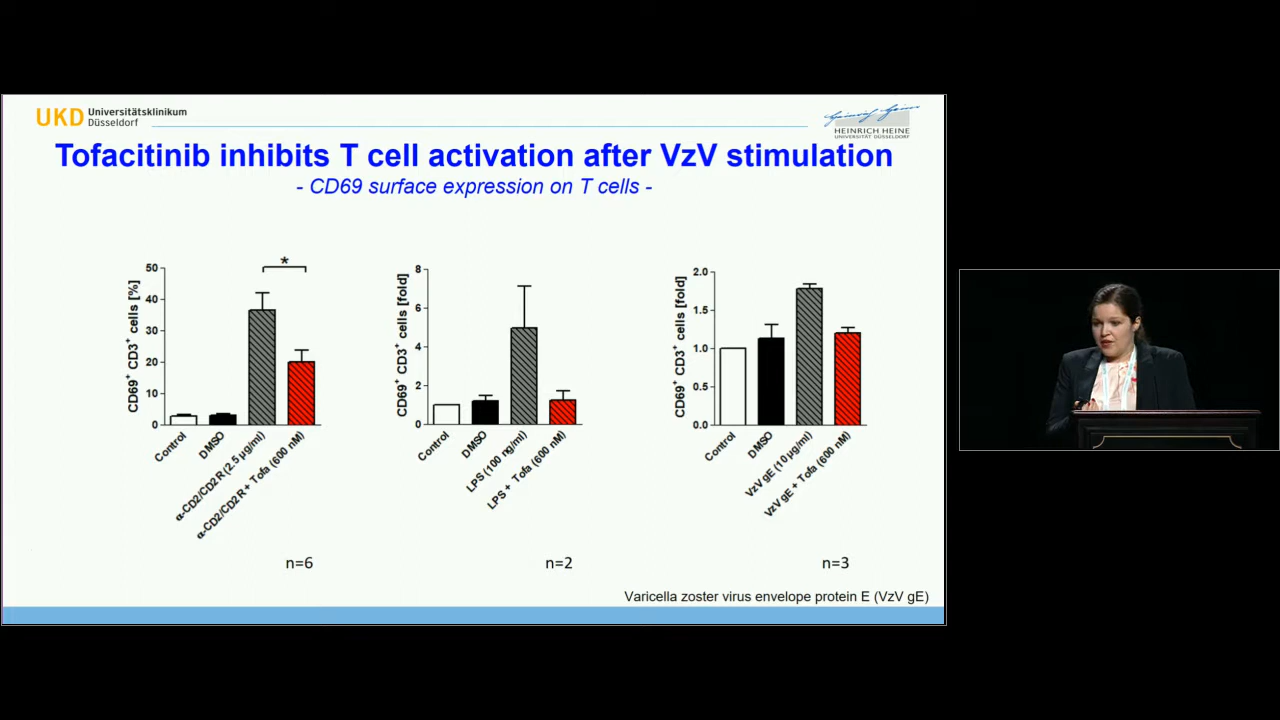 UKD Universitätsklinikum
Düsseldorf
HEINRICH HEINE
UNIVERSITÄT DÜSSELDORF
Tofacitinib inhibits T cell activation after VzV stimulation
- CD69 surface expression on T cells -
CD69+ CD3+ cells [%]
50
40
30
20
10
0
*
Control
DMSO
α-CD2/CD2R (2.5 µg/ml)
α-CD2/CD2R + Tofa (600 nM)
n=6
CD69+ CD3+ cells [fold]
8
6
4
2
0
Control
DMSO
LPS (100 ng/ml)
LPS + Tofa (600 nM)
n=2
CD69+ CD3+ cells [fold]
2.0
1.5
1.0
0.5
0.0
Control
DMSO
VzV gE (10 µg/ml)
VzV gE + Tofa (600 nM)
n=3
Varicella zoster virus envelope protein E (VzV gE)